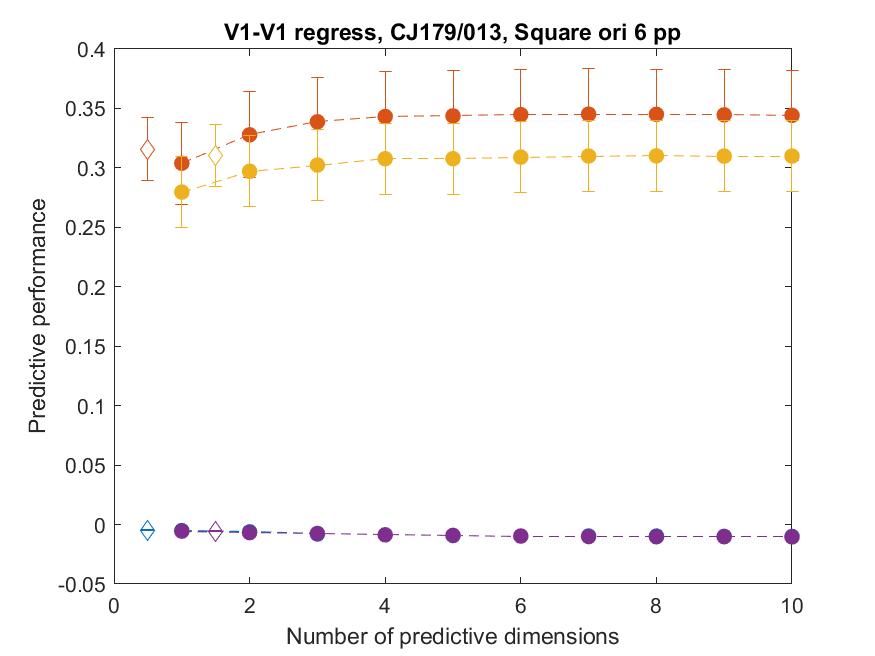 V1-V1 regress, CJ179/013, Square ori 6 pp
0.4
0.35
0.3
0.25
0.2
0.15
0.1
0.05
0
-0.05
Predictive performance
0 2 4 6 8 10
Number of predictive dimensions